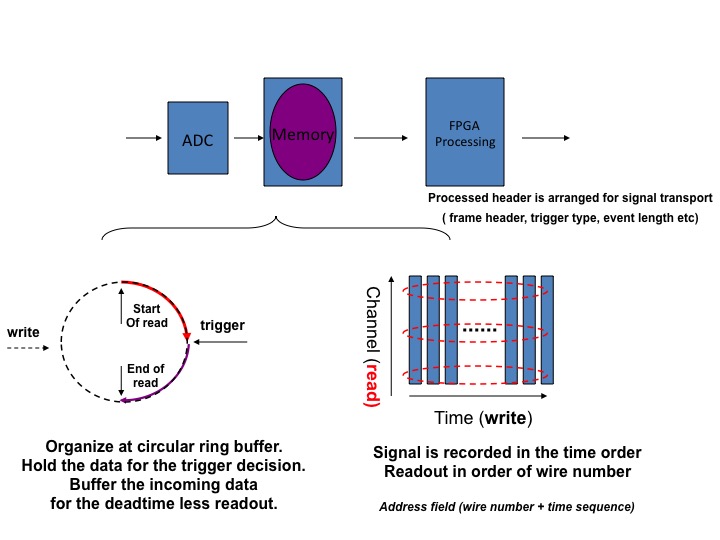 ADC
Memory
FPGA
Processing
Processed header is arranged for signal transport
( frame header, trigger type, event length etc)
write
Start
Of read
trigger
End of
read
Channel (read)
......
Time (write)
Organize at circular ring buffer.
Hold the data for the trigger decision.
Buffer the incoming data
for the deadtime less readout.
Signal is recorded in the time order
Readout in order of wire number
Address field (wire number + time sequence)